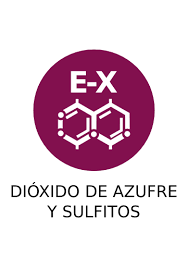 E-X
DIÓXIDO DE AZUFRE
Y SULFITOS